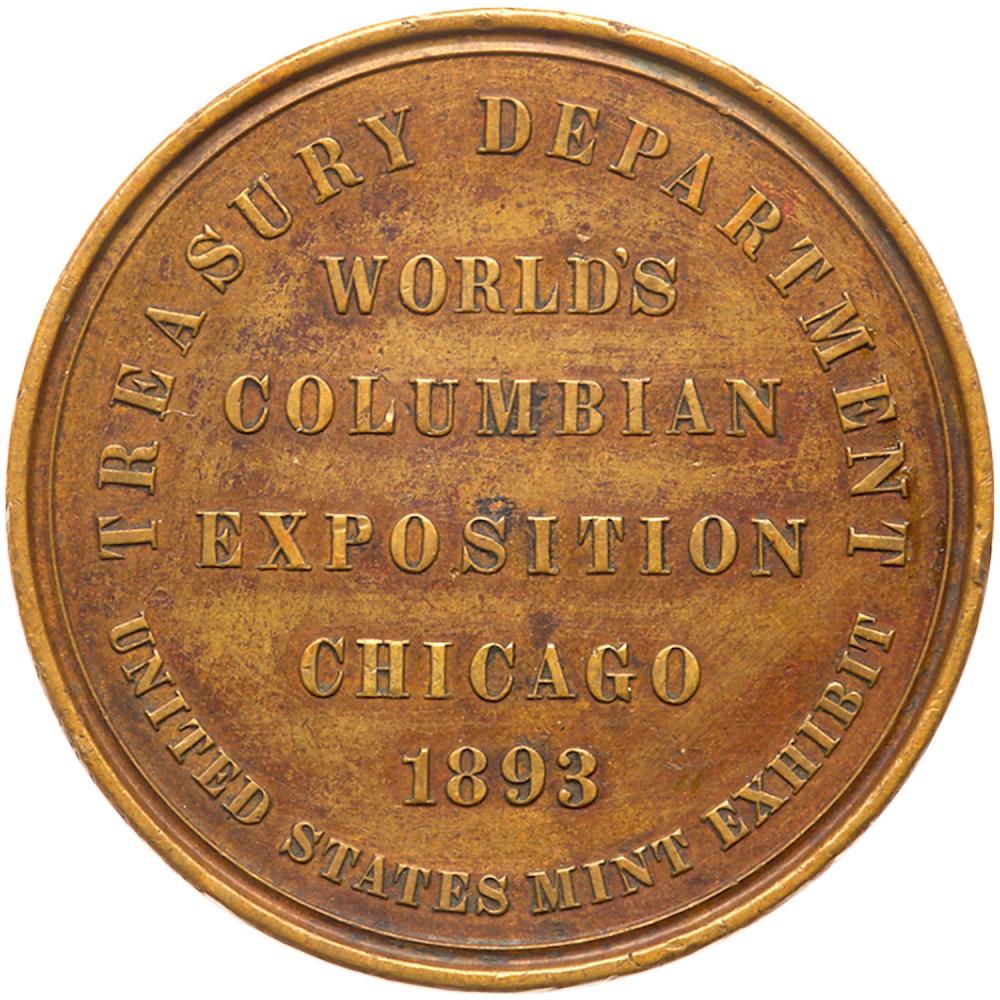 TREASURY DEPARTMENT
WORLD'S
COLUMBIAN
EXPOSITION
CHICAGO
1893
UNITED STATES MINT EXHIBIT